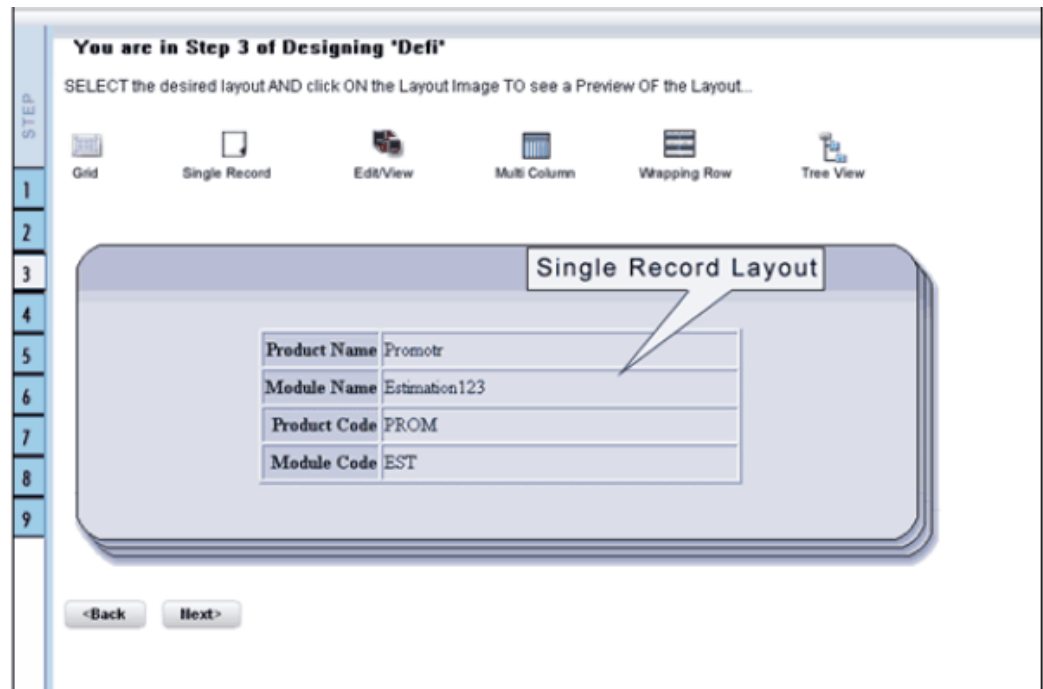 You are in Step 3 of Designing 'Defi'
SELECT the desired layout AND click ON the Layout Image TO see a Preview OF the Layout...
STEP
Grid Single Record Edit/View Multi Column Wrapping Row Tree View
1
2
3
4
5
6
7
8
9
Single Record Layout
Product Name Promotr
Module Name Estimation123
Product Code PROM
Module Code EST
<Back Next>